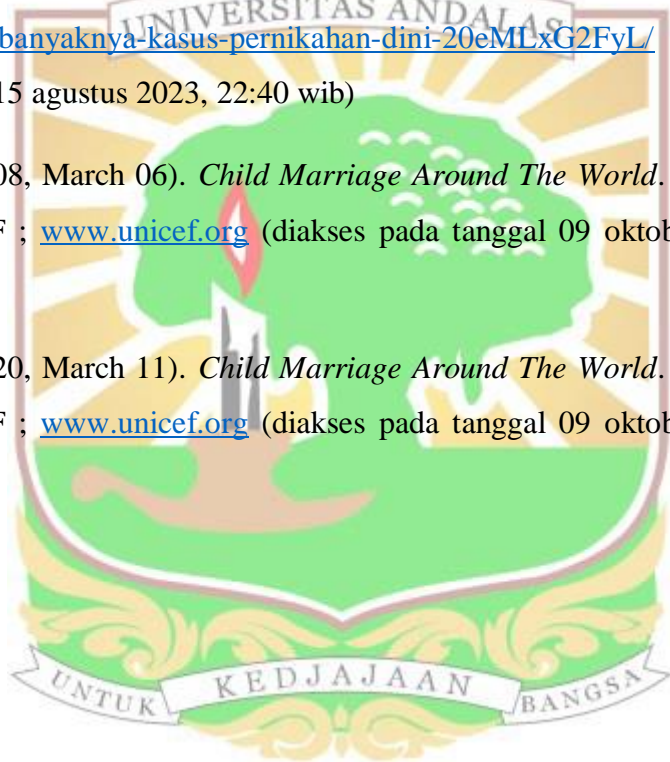 UNIVERSITAS ANDALAS
banyaknya-kasus-pernikahan-dini-20eMLxG2FyL/
15 agustus 2023, 22:40 wib)
08, March 06). Child Marriage Around The World.
F ; www.unicef.org (diakses pada tanggal 09 oktob
20, March 11). Child Marriage Around The World.
F ; www.unicef.org (diakses pada tanggal 09 oktob
UNTUK KEDJAJAAN BANGSA